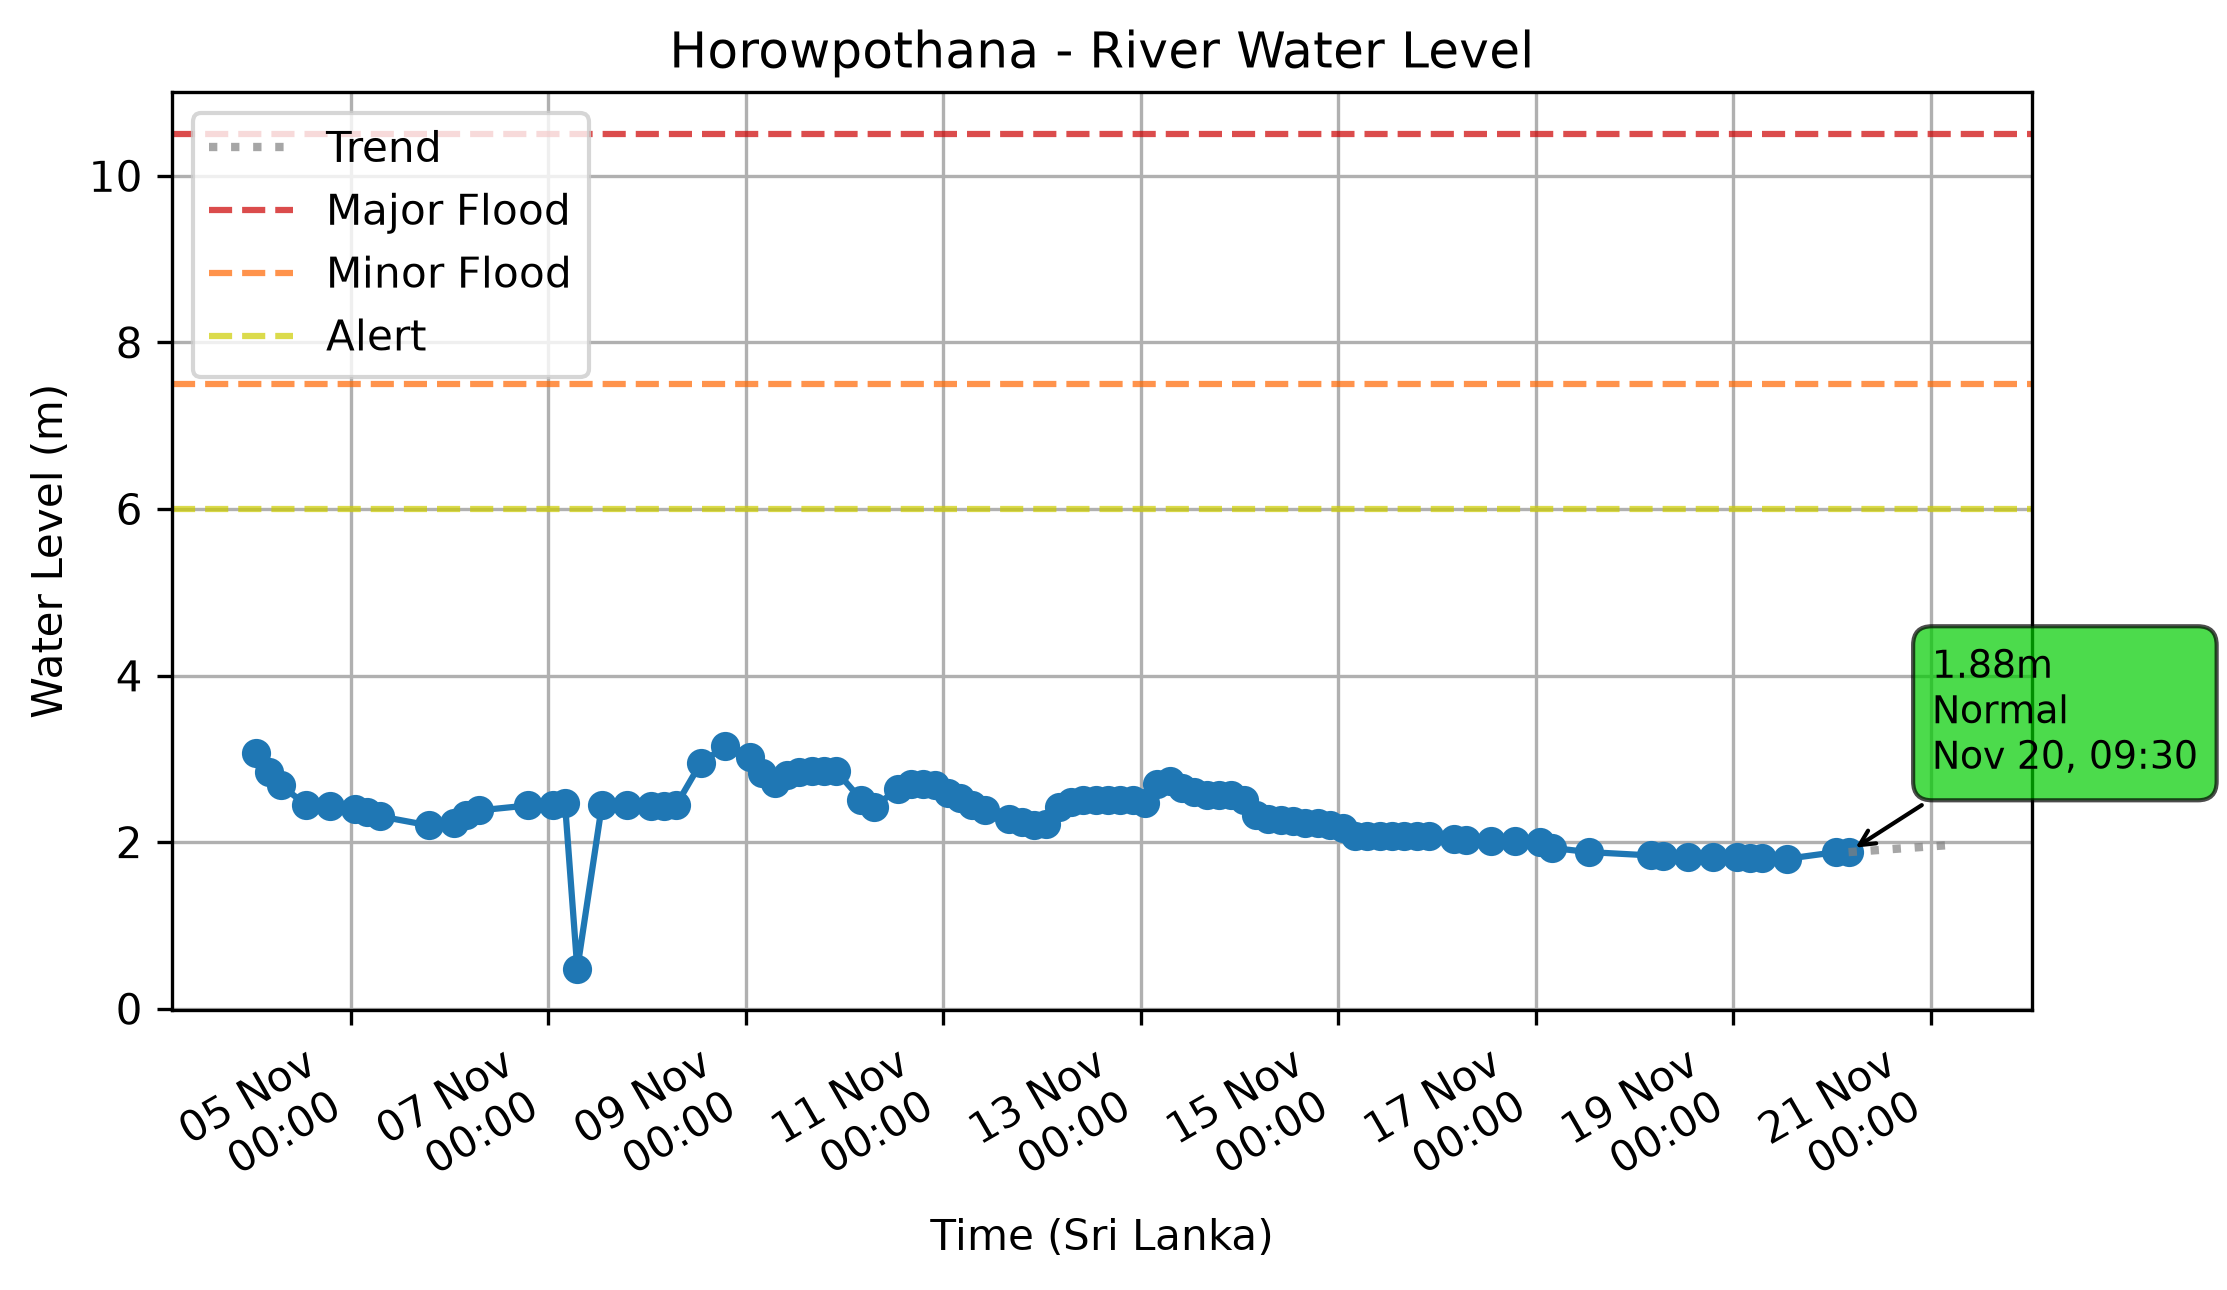 Horowpothana - River Water Level
Trend
Major Flood
Minor Flood
Alert
10
8
6
4
2
0
Water Level (m)
1.88m
Normal
Nov 20, 09:30
05 Nov
00:00
07 Nov
00:00
09 Nov
00:00
11 Nov
00:00
13 Nov
00:00
15 Nov
00:00
17 Nov
00:00
19 Nov
00:00
21 Nov
00:00
Time (Sri Lanka)